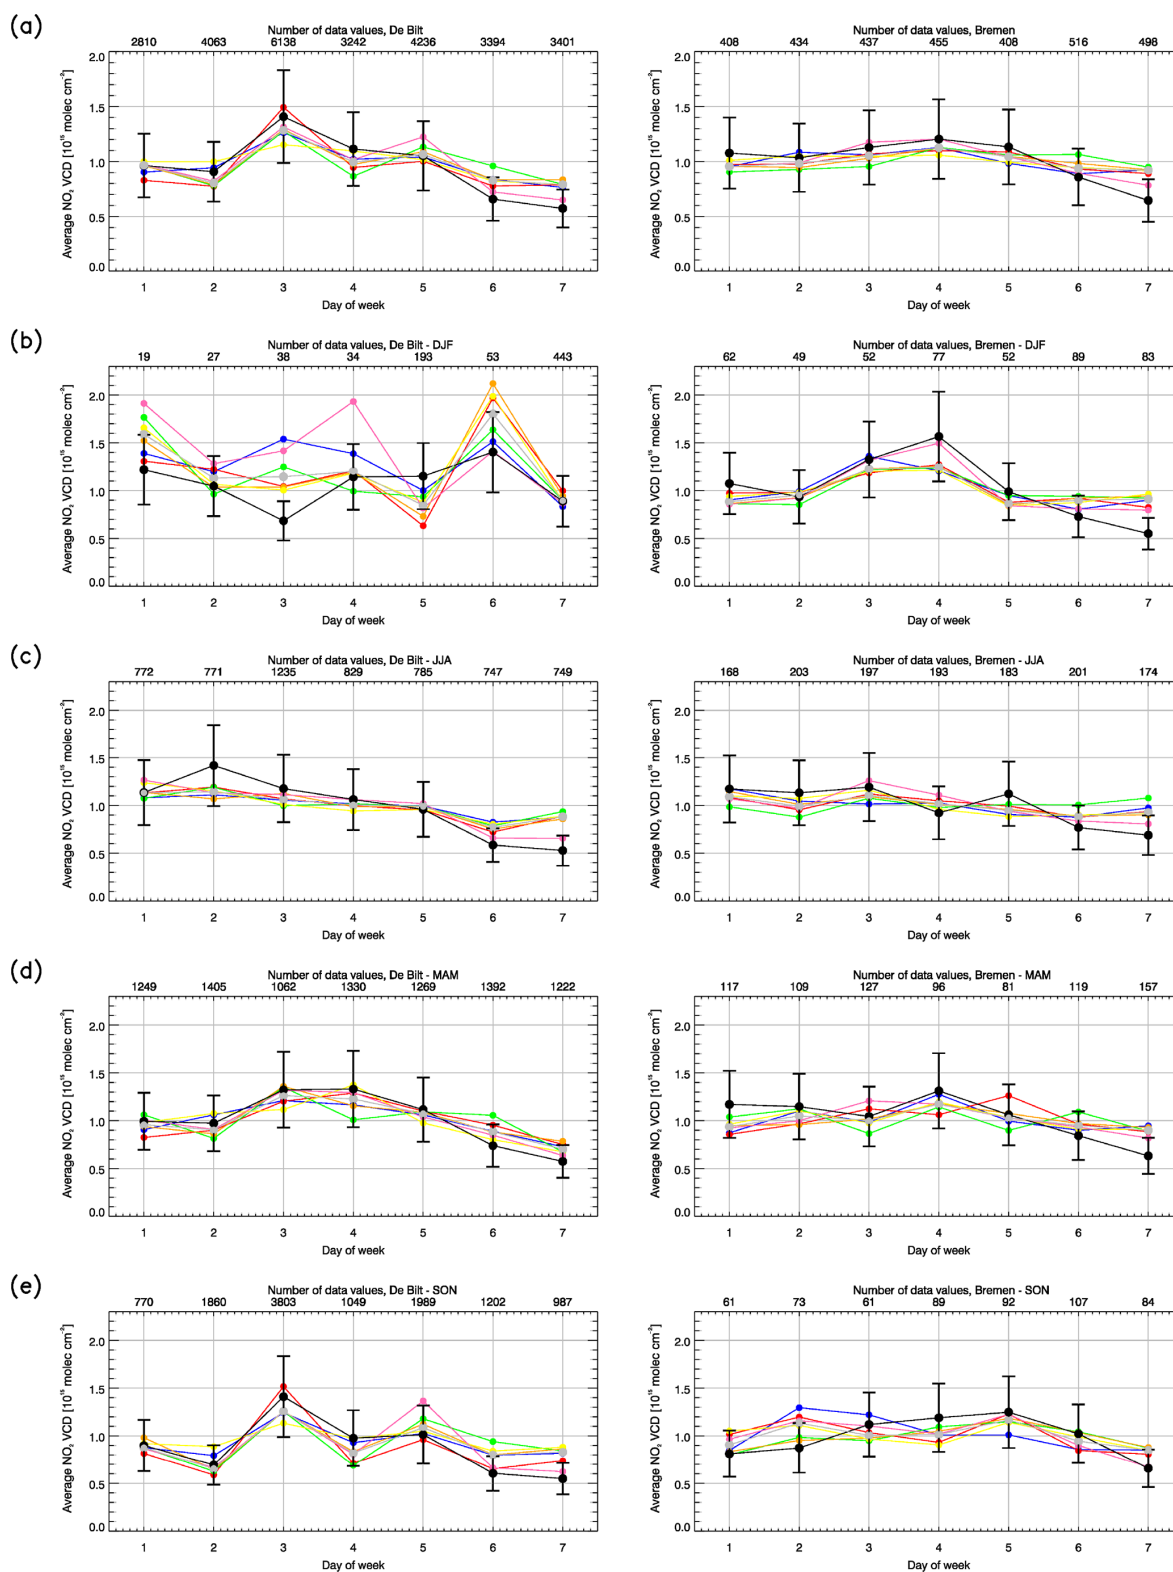 (a)
Number of data values, De Bilt
2810 4063 6138 3242 4236 3394 3401
2.0
1.5
1.0
0.5
0.0
Average NO₂ VCD [10¹⁵ molec cm⁻²]
1 2 3 4 5 6 7
Day of week
Number of data values, Bremen
408 434 437 455 408 516 498
2.0
1.5
1.0
0.5
0.0
Average NO₂ VCD [10¹⁵ molec cm⁻²]
1 2 3 4 5 6 7
Day of week
(b)
Number of data values, De Bilt - DJF
19 27 38 34 193 53 443
2.0
1.5
1.0
0.5
0.0
Average NO₂ VCD [10¹⁵ molec cm⁻²]
1 2 3 4 5 6 7
Day of week
Number of data values, Bremen - DJF
62 49 52 77 52 89 83
2.0
1.5
1.0
0.5
0.0
Average NO₂ VCD [10¹⁵ molec cm⁻²]
1 2 3 4 5 6 7
Day of week
(c)
Number of data values, De Bilt - JJA
772 771 1235 829 785 747 749
2.0
1.5
1.0
0.5
0.0
Average NO₂ VCD [10¹⁵ molec cm⁻²]
1 2 3 4 5 6 7
Day of week
Number of data values, Bremen - JJA
168 203 197 193 183 201 174
2.0
1.5
1.0
0.5
0.0
Average NO₂ VCD [10¹⁵ molec cm⁻²]
1 2 3 4 5 6 7
Day of week
(d)
Number of data values, De Bilt - MAM
1249 1405 1062 1330 1269 1392 1222
2.0
1.5
1.0
0.5
0.0
Average NO₂ VCD [10¹⁵ molec cm⁻²]
1 2 3 4 5 6 7
Day of week
Number of data values, Bremen - MAM
117 109 127 96 81 119 157
2.0
1.5
1.0
0.5
0.0
Average NO₂ VCD [10¹⁵ molec cm⁻²]
1 2 3 4 5 6 7
Day of week
(e)
Number of data values, De Bilt - SON
770 1860 3803 1049 1989 1202 987
2.0
1.5
1.0
0.5
0.0
Average NO₂ VCD [10¹⁵ molec cm⁻²]
1 2 3 4 5 6 7
Day of week
Number of data values, Bremen - SON
61 73 61 89 92 107 84
2.0
1.5
1.0
0.5
0.0
Average NO₂ VCD [10¹⁵ molec cm⁻²]
1 2 3 4 5 6 7
Day of week